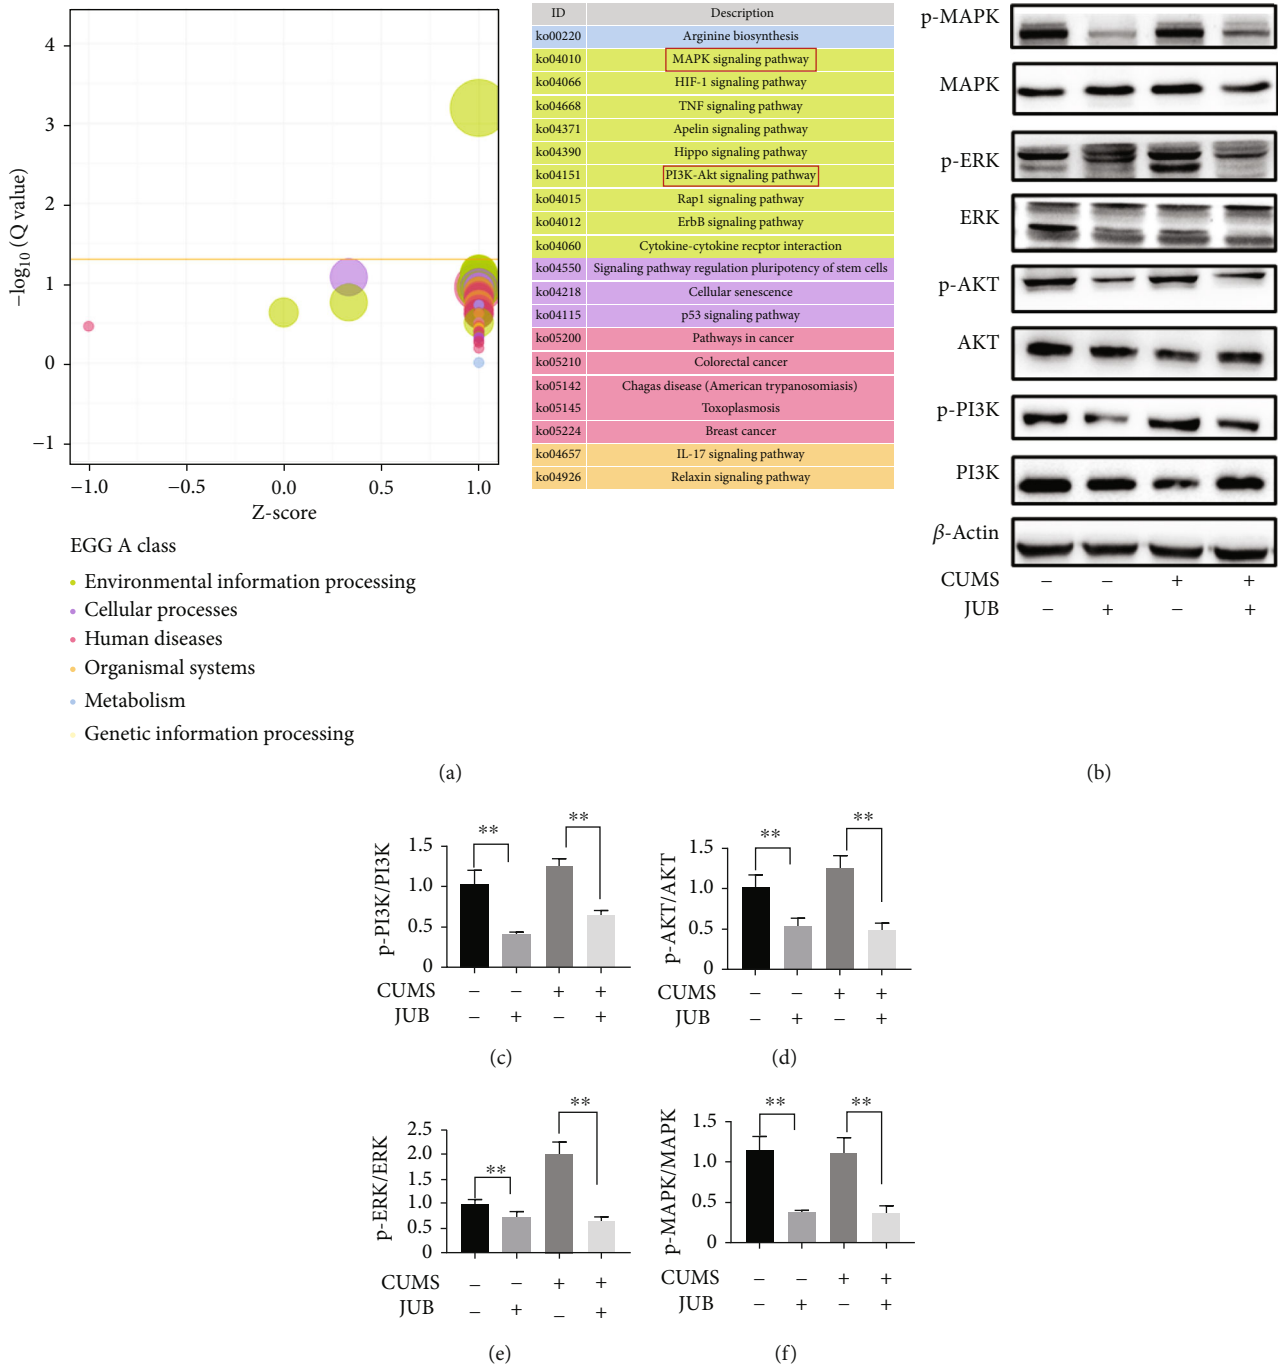 4
3
2
1
0
−1
−log10 (Q value)
−1.0 −0.5 0.0 0.5 1.0
Z-score
EGG A class
Environmental information processing
Cellular processes
Human diseases
Organismal systems
Metabolism
Genetic information processing
(a)
ID Description
ko00220 Arginine biosynthesis
ko04010 MAPK signaling pathway
ko04066 HIF-1 signaling pathway
ko04668 TNF signaling pathway
ko04371 Apelin signaling pathway
ko04390 Hippo signaling pathway
ko04151 PI3K-Akt signaling pathway
ko04015 Rap1 signaling pathway
ko04012 ErbB signaling pathway
ko04060 Cytokine-cytokine recptor interaction
ko04550 Signaling pathway regulation pluripotency of stem cells
ko04218 Cellular senescence
ko04115 p53 signaling pathway
ko05200 Pathways in cancer
ko05210 Colorectal cancer
ko05142 Chagas disease (American trypanosomiasis)
ko05145 Toxoplasmosis
ko05224 Breast cancer
ko04657 IL-17 signaling pathway
ko04926 Relaxin signaling pathway
p-MAPK
MAPK
p-ERK
ERK
p-AKT
AKT
p-PI3K
PI3K
β-Actin
CUMS − − + +
JUB − + − +
(b)
p-PI3K/PI3K
1.5
1.0
0.5
0
** **
CUMS − − + +
JUB − + − +
(c)
p-AKT/AKT
1.5
1.0
0.5
0
** **
CUMS − − + +
JUB − + − +
(d)
p-ERK/ERK
2.5
2.0
1.5
1.0
0.5
0
** **
CUMS − − + +
JUB − + − +
(e)
p-MAPK/MAPK
1.5
1.0
0.5
0
** **
CUMS − − + +
JUB − + − +
(f)